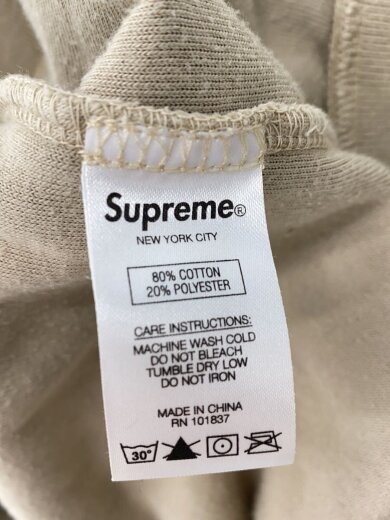 Supreme®
NEW YORK CITY
80% COTTON
20% POLYESTER
CARE INSTRUCTIONS:
MACHINE WASH COLD
DO NOT BLEACH
TUMBLE DRY LOW
DO NOT IRON
MADE IN CHINA
RN 101837
30°